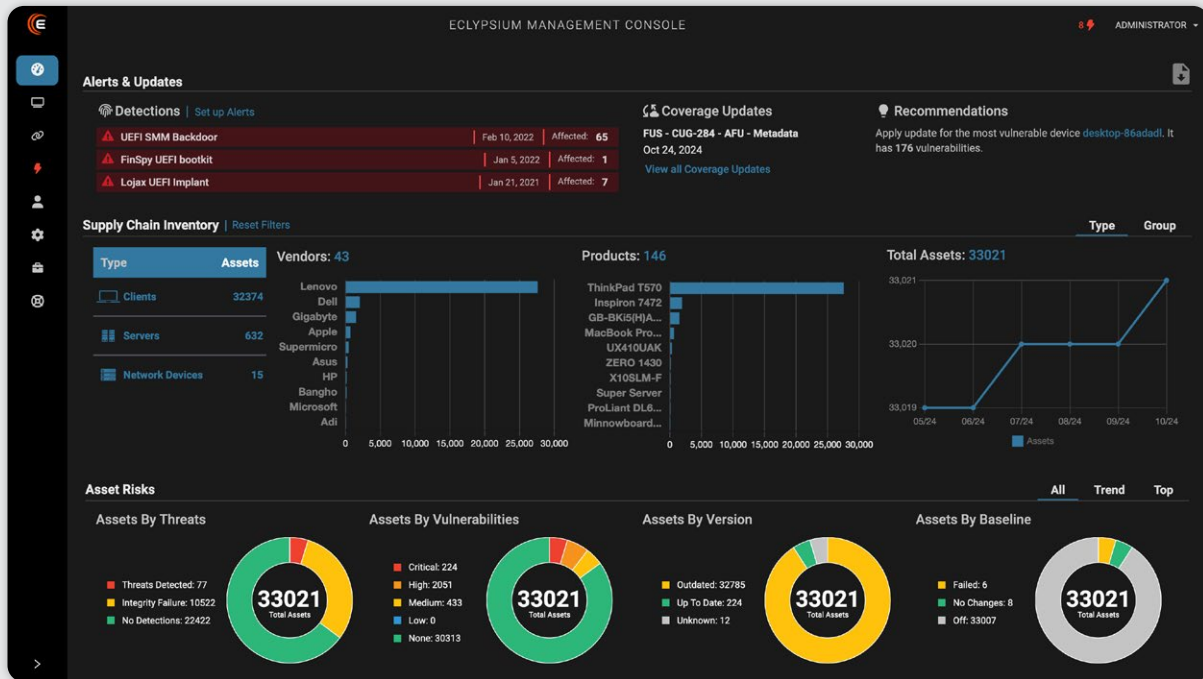 ECLYPSIUM MANAGEMENT CONSOLE
8
ADMINISTRATOR
Alerts & Updates
Detections | Set up Alerts
UEFI SMM Backdoor | Feb 10, 2022 | Affected: 65
FinSpy UEFI bootkit | Jan 5, 2022 | Affected: 1
Lojax UEFI Implant | Jan 21, 2021 | Affected: 7
Coverage Updates
FUS - CUG-284 - AFU - Metadata
Oct 24, 2024
View all Coverage Updates
Recommendations
Apply update for the most vulnerable device desktop-86adadl. It
has 176 vulnerabilities.
Supply Chain Inventory | Reset Filters
Type Group
Type Assets
Clients 32374
Servers 632
Network Devices 15
Vendors: 43
Lenovo
Dell
Gigabyte
Apple
Supermicro
Asus
HP
Bangho
Microsoft
Adi
0 5,000 10,000 15,000 20,000 25,000 30,000
Products: 146
ThinkPad T570
Inspiron 7472
GB-BKi5(H)A...
MacBook Pro...
UX410UAK
ZERO 1430
X10SLM-F
Super Server
ProLiant DL6...
Minnowboard...
0 5,000 10,000 15,000 20,000 25,000 30,000
Total Assets: 33021
33,021
33,020
33,019
05/24 06/24 07/24 08/24 09/24 10/24
Assets
Asset Risks
All Trend Top
Assets By Threats
Threats Detected: 77
Integrity Failure: 10522
No Detections: 22422
33021
Total Assets
Assets By Vulnerabilities
Critical: 224
High: 2051
Medium: 433
Low: 0
None: 30313
33021
Total Assets
Assets By Version
Outdated: 32785
Up To Date: 224
Unknown: 12
33021
Total Assets
Assets By Baseline
Failed: 6
No Changes: 8
Off: 33007
33021
Total Assets